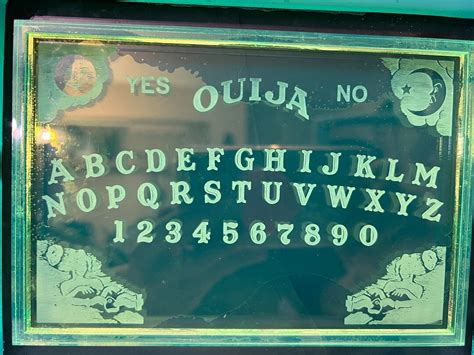 YES OUIJA NO
ABCDEFGHIJKLM
NOPQRSTUVWXYZ
1234567890